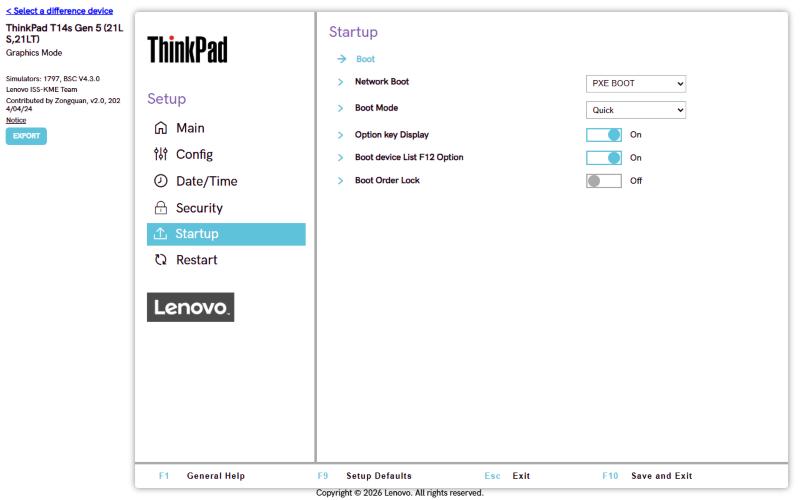 < Select a difference device
ThinkPad T14s Gen 5 (21L
S,21LT)
Graphics Mode
Simulators: 1797, BSC V4.3.0
Lenovo ISS-KME Team
Contributed by Zongquan, v2.0, 202
4/04/24
Notice
EXPORT
ThinkPad
Setup
Main
Config
Date/Time
Security
Startup
Restart
Lenovo.
Startup
Boot
Network Boot PXE BOOT
Boot Mode Quick
Option key Display On
Boot device List F12 Option On
Boot Order Lock Off
F1 General Help F9 Setup Defaults Esc Exit F10 Save and Exit
Copyright © 2026 Lenovo. All rights reserved.